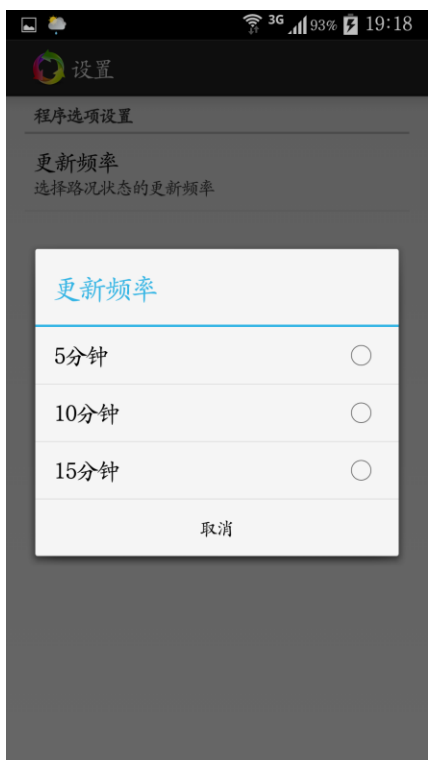 3G 93% 19:18
设置
程序选项设置
更新频率
选择路况状态的更新频率
更新频率
5分钟
10分钟
15分钟
取消